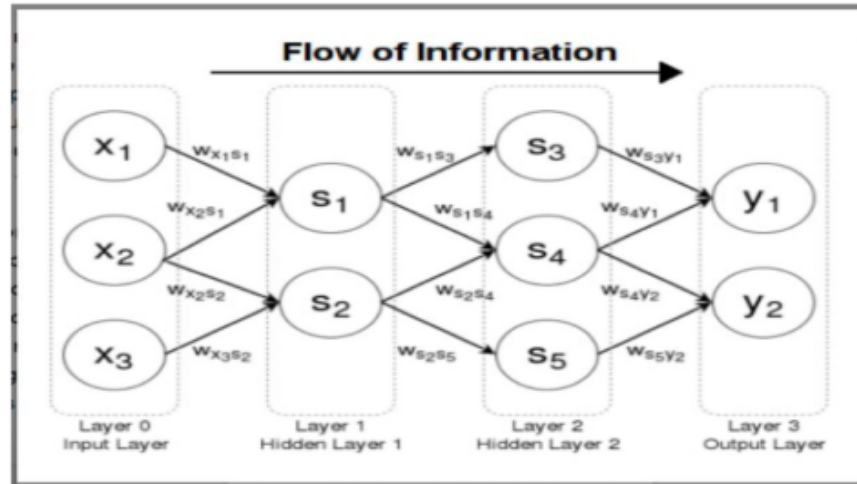 Flow of Information
x1
x2
x3
wx1s1
wx2s1
wx2s2
wx3s2
s1
s2
ws1s3
ws1s4
ws2s4
ws2s5
s3
s4
s5
ws3y1
ws4y1
ws4y2
ws5y2
y1
y2
Layer 0
Input Layer
Layer 1
Hidden Layer 1
Layer 2
Hidden Layer 2
Layer 3
Output Layer